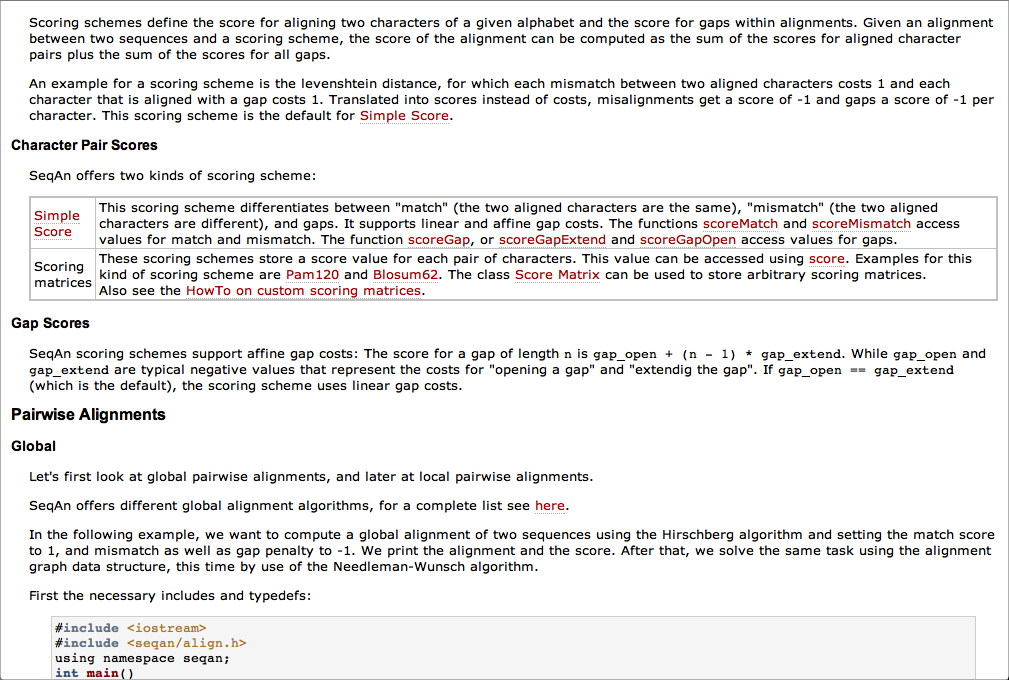 Scoring schemes define the score for aligning two characters of a given alphabet and the score for gaps within alignments. Given an alignment
between two sequences and a scoring scheme, the score of the alignment can be computed as the sum of the scores for aligned character
pairs plus the sum of the scores for all gaps.
An example for a scoring scheme is the levenshtein distance, for which each mismatch between two aligned characters costs 1 and each
character that is aligned with a gap costs 1. Translated into scores instead of costs, misalignments get a score of -1 and gaps a score of -1 per
character. This scoring scheme is the default for Simple Score.
Character Pair Scores
SeqAn offers two kinds of scoring scheme:
Simple
Score
This scoring scheme differentiates between "match" (the two aligned characters are the same), "mismatch" (the two aligned
characters are different), and gaps. It supports linear and affine gap costs. The functions scoreMatch and scoreMismatch access
values for match and mismatch. The function scoreGap, or scoreGapExtend and scoreGapOpen access values for gaps.
Scoring
matrices
These scoring schemes store a score value for each pair of characters. This value can be accessed using score. Examples for this
kind of scoring scheme are Pam120 and Blosum62. The class Score Matrix can be used to store arbitrary scoring matrices.
Also see the HowTo on custom scoring matrices.
Gap Scores
SeqAn scoring schemes support affine gap costs: The score for a gap of length n is gap_open + (n - 1) * gap_extend. While gap_open and
gap_extend are typical negative values that represent the costs for "opening a gap" and "extendig the gap". If gap_open == gap_extend
(which is the default), the scoring scheme uses linear gap costs.
Pairwise Alignments
Global
Let's first look at global pairwise alignments, and later at local pairwise alignments.
SeqAn offers different global alignment algorithms, for a complete list see here.
In the following example, we want to compute a global alignment of two sequences using the Hirschberg algorithm and setting the match score
to 1, and mismatch as well as gap penalty to -1. We print the alignment and the score. After that, we solve the same task using the alignment
graph data structure, this time by use of the Needleman-Wunsch algorithm.
First the necessary includes and typedefs:
#include <iostream>
#include <seqan/align.h>
using namespace seqan;
int main()